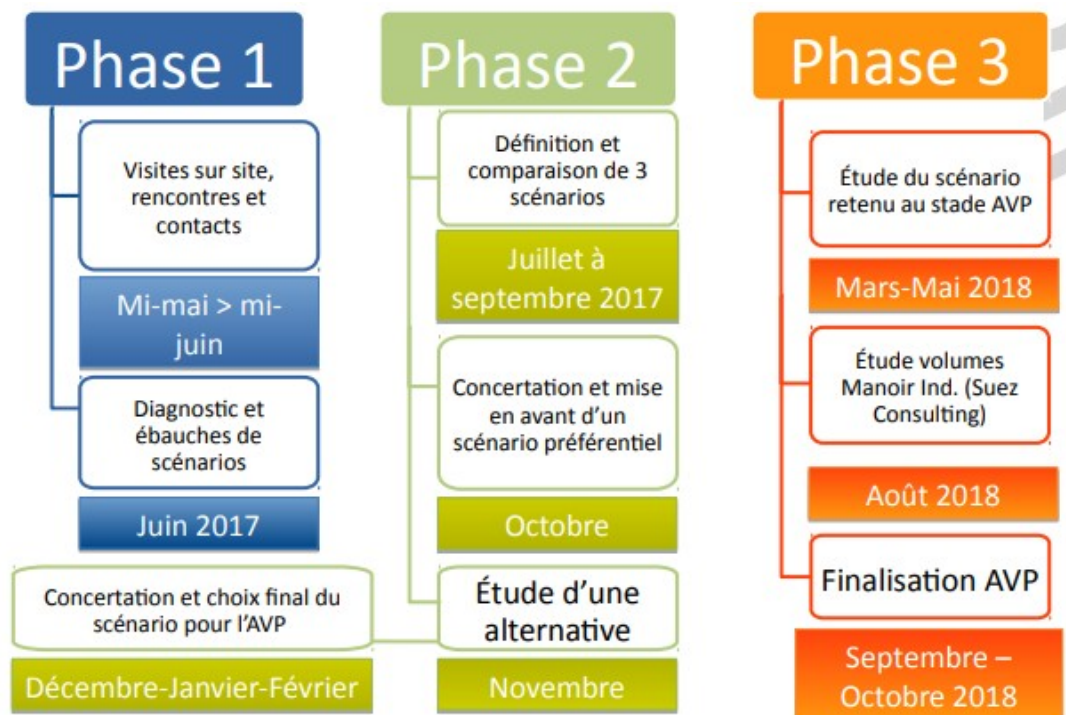 Phase 1
Visites sur site,
rencontres et
contacts
Mi-mai > mi-
juin
Diagnostic et
ébauches de
scénarios
Juin 2017
Phase 2
Définition et
comparaison de 3
scénarios
Juillet à
septembre 2017
Concertation et mise
en avant d'un
scénario préférentiel
Octobre
Étude d'une
alternative
Novembre
Concertation et choix final du
scénario pour l'AVP
Décembre-Janvier-Février
Phase 3
Étude du scénario
retenu au stade AVP
Mars-Mai 2018
Étude volumes
Manoir Ind. (Suez
Consulting)
Août 2018
Finalisation AVP
Septembre –
Octobre 2018